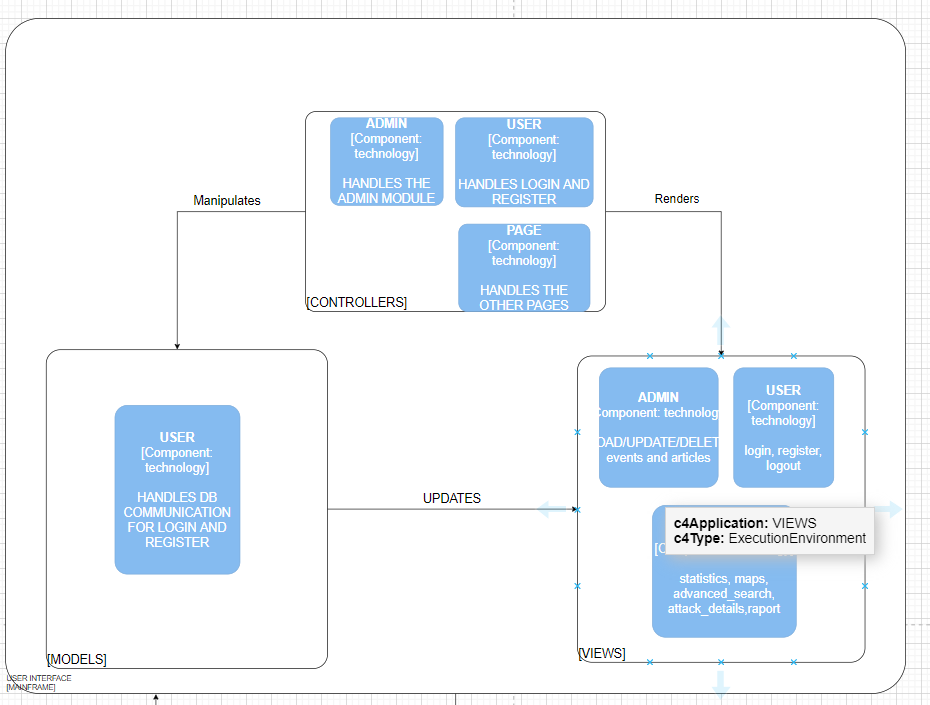 ADMIN
[Component:
technology]
HANDLES THE
ADMIN MODULE
USER
[Component:
technology]
HANDLES LOGIN AND
REGISTER
Manipulates
Renders
PAGE
[Component:
technology]
HANDLES THE
OTHER PAGES
[CONTROLLERS]
USER
[Component:
technology]
HANDLES DB
COMMUNICATION
FOR LOGIN AND
REGISTER
[MODELS]
UPDATES
ADMIN
Component: technolog
OAD/UPDATE/DELET
events and articles
USER
[Component:
technology]
login, register,
logout
c4Application: VIEWS
c4Type: ExecutionEnvironment
statistics, maps,
advanced_search,
attack_details,raport
[VIEWS]
USER INTERFACE
[MAINFRAME]